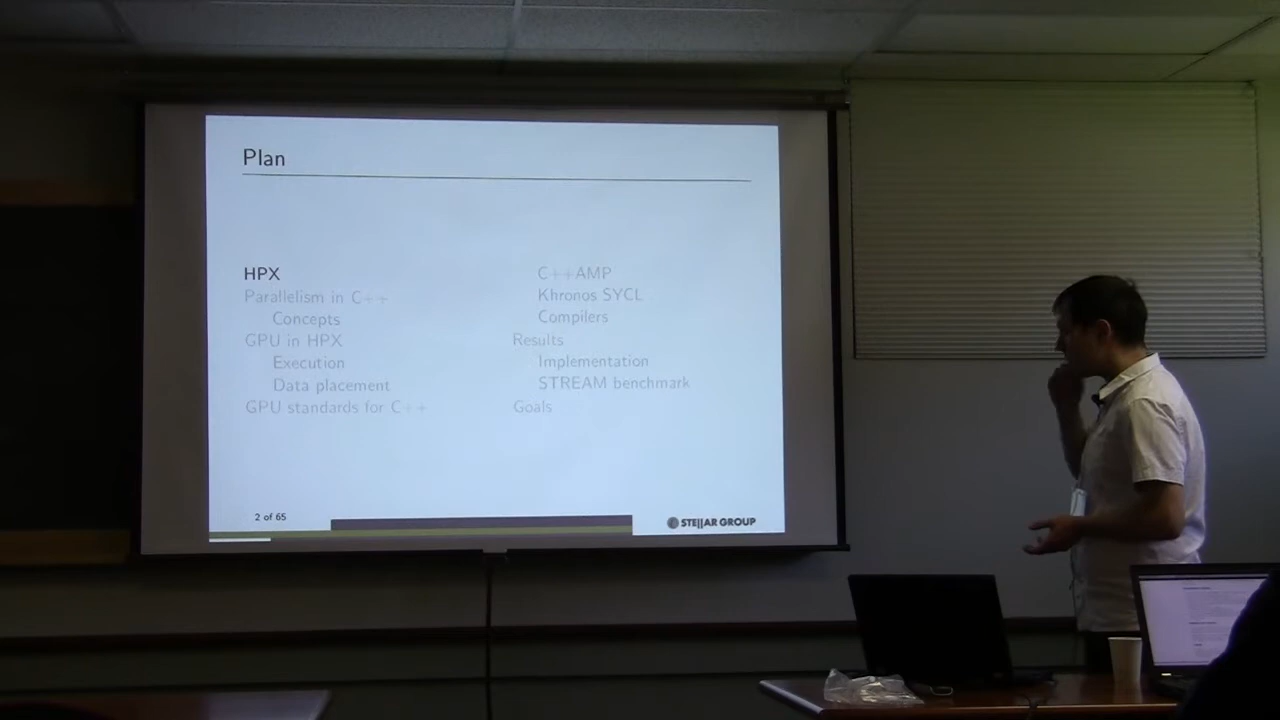 Plan
HPX
Parallelism in C++
Concepts
GPU in HPX
Execution
Data placement
GPU standards for C++
C++AMP
Khronos SYCL
Compilers
Results
Implementation
STREAM benchmark
Goals
2 of 65
STE||AR GROUP